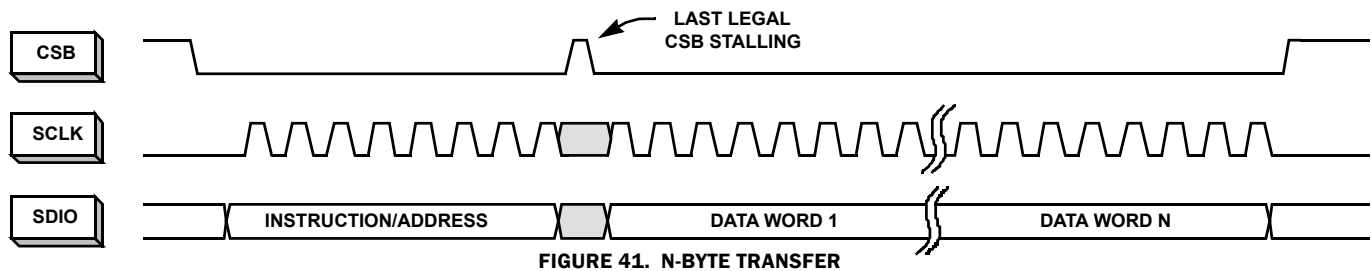 LAST LEGAL
CSB STALLING
CSB
SCLK
SDIO
INSTRUCTION/ADDRESS
DATA WORD 1
DATA WORD N
FIGURE 41. N-BYTE TRANSFER